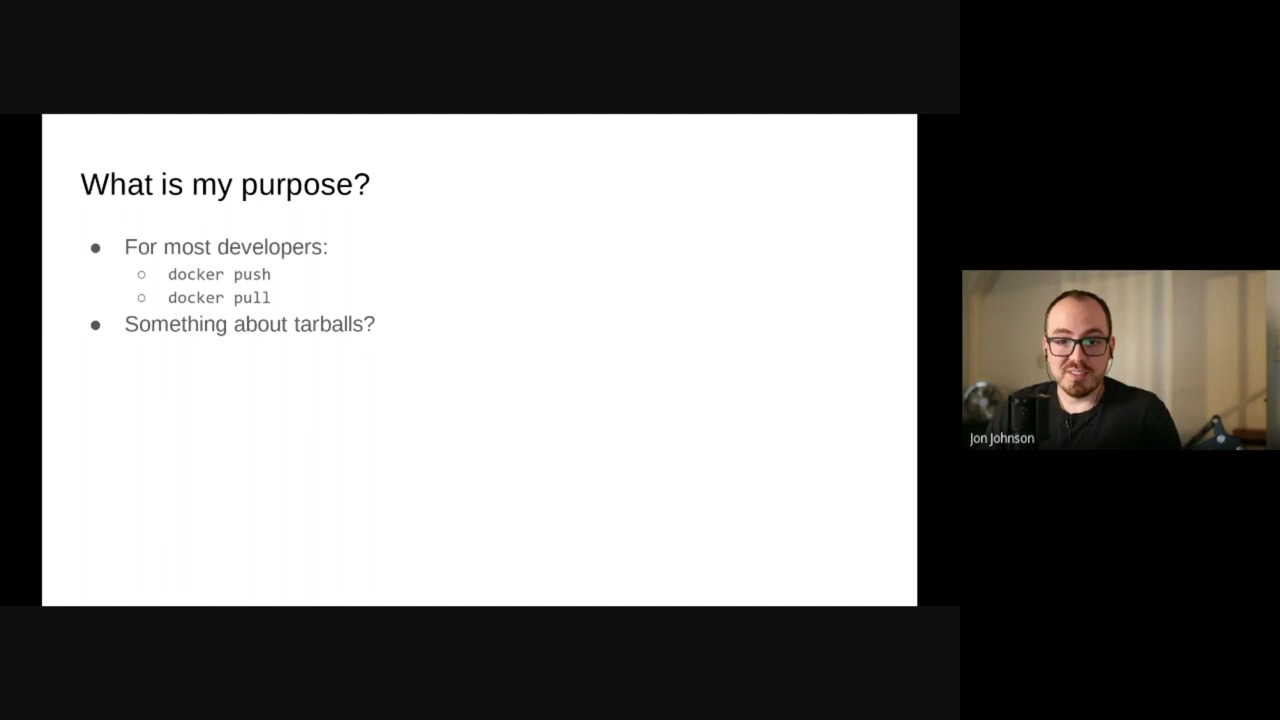 What is my purpose?
● For most developers:
○ docker push
○ docker pull
● Something about tarballs?
Jon Johnson